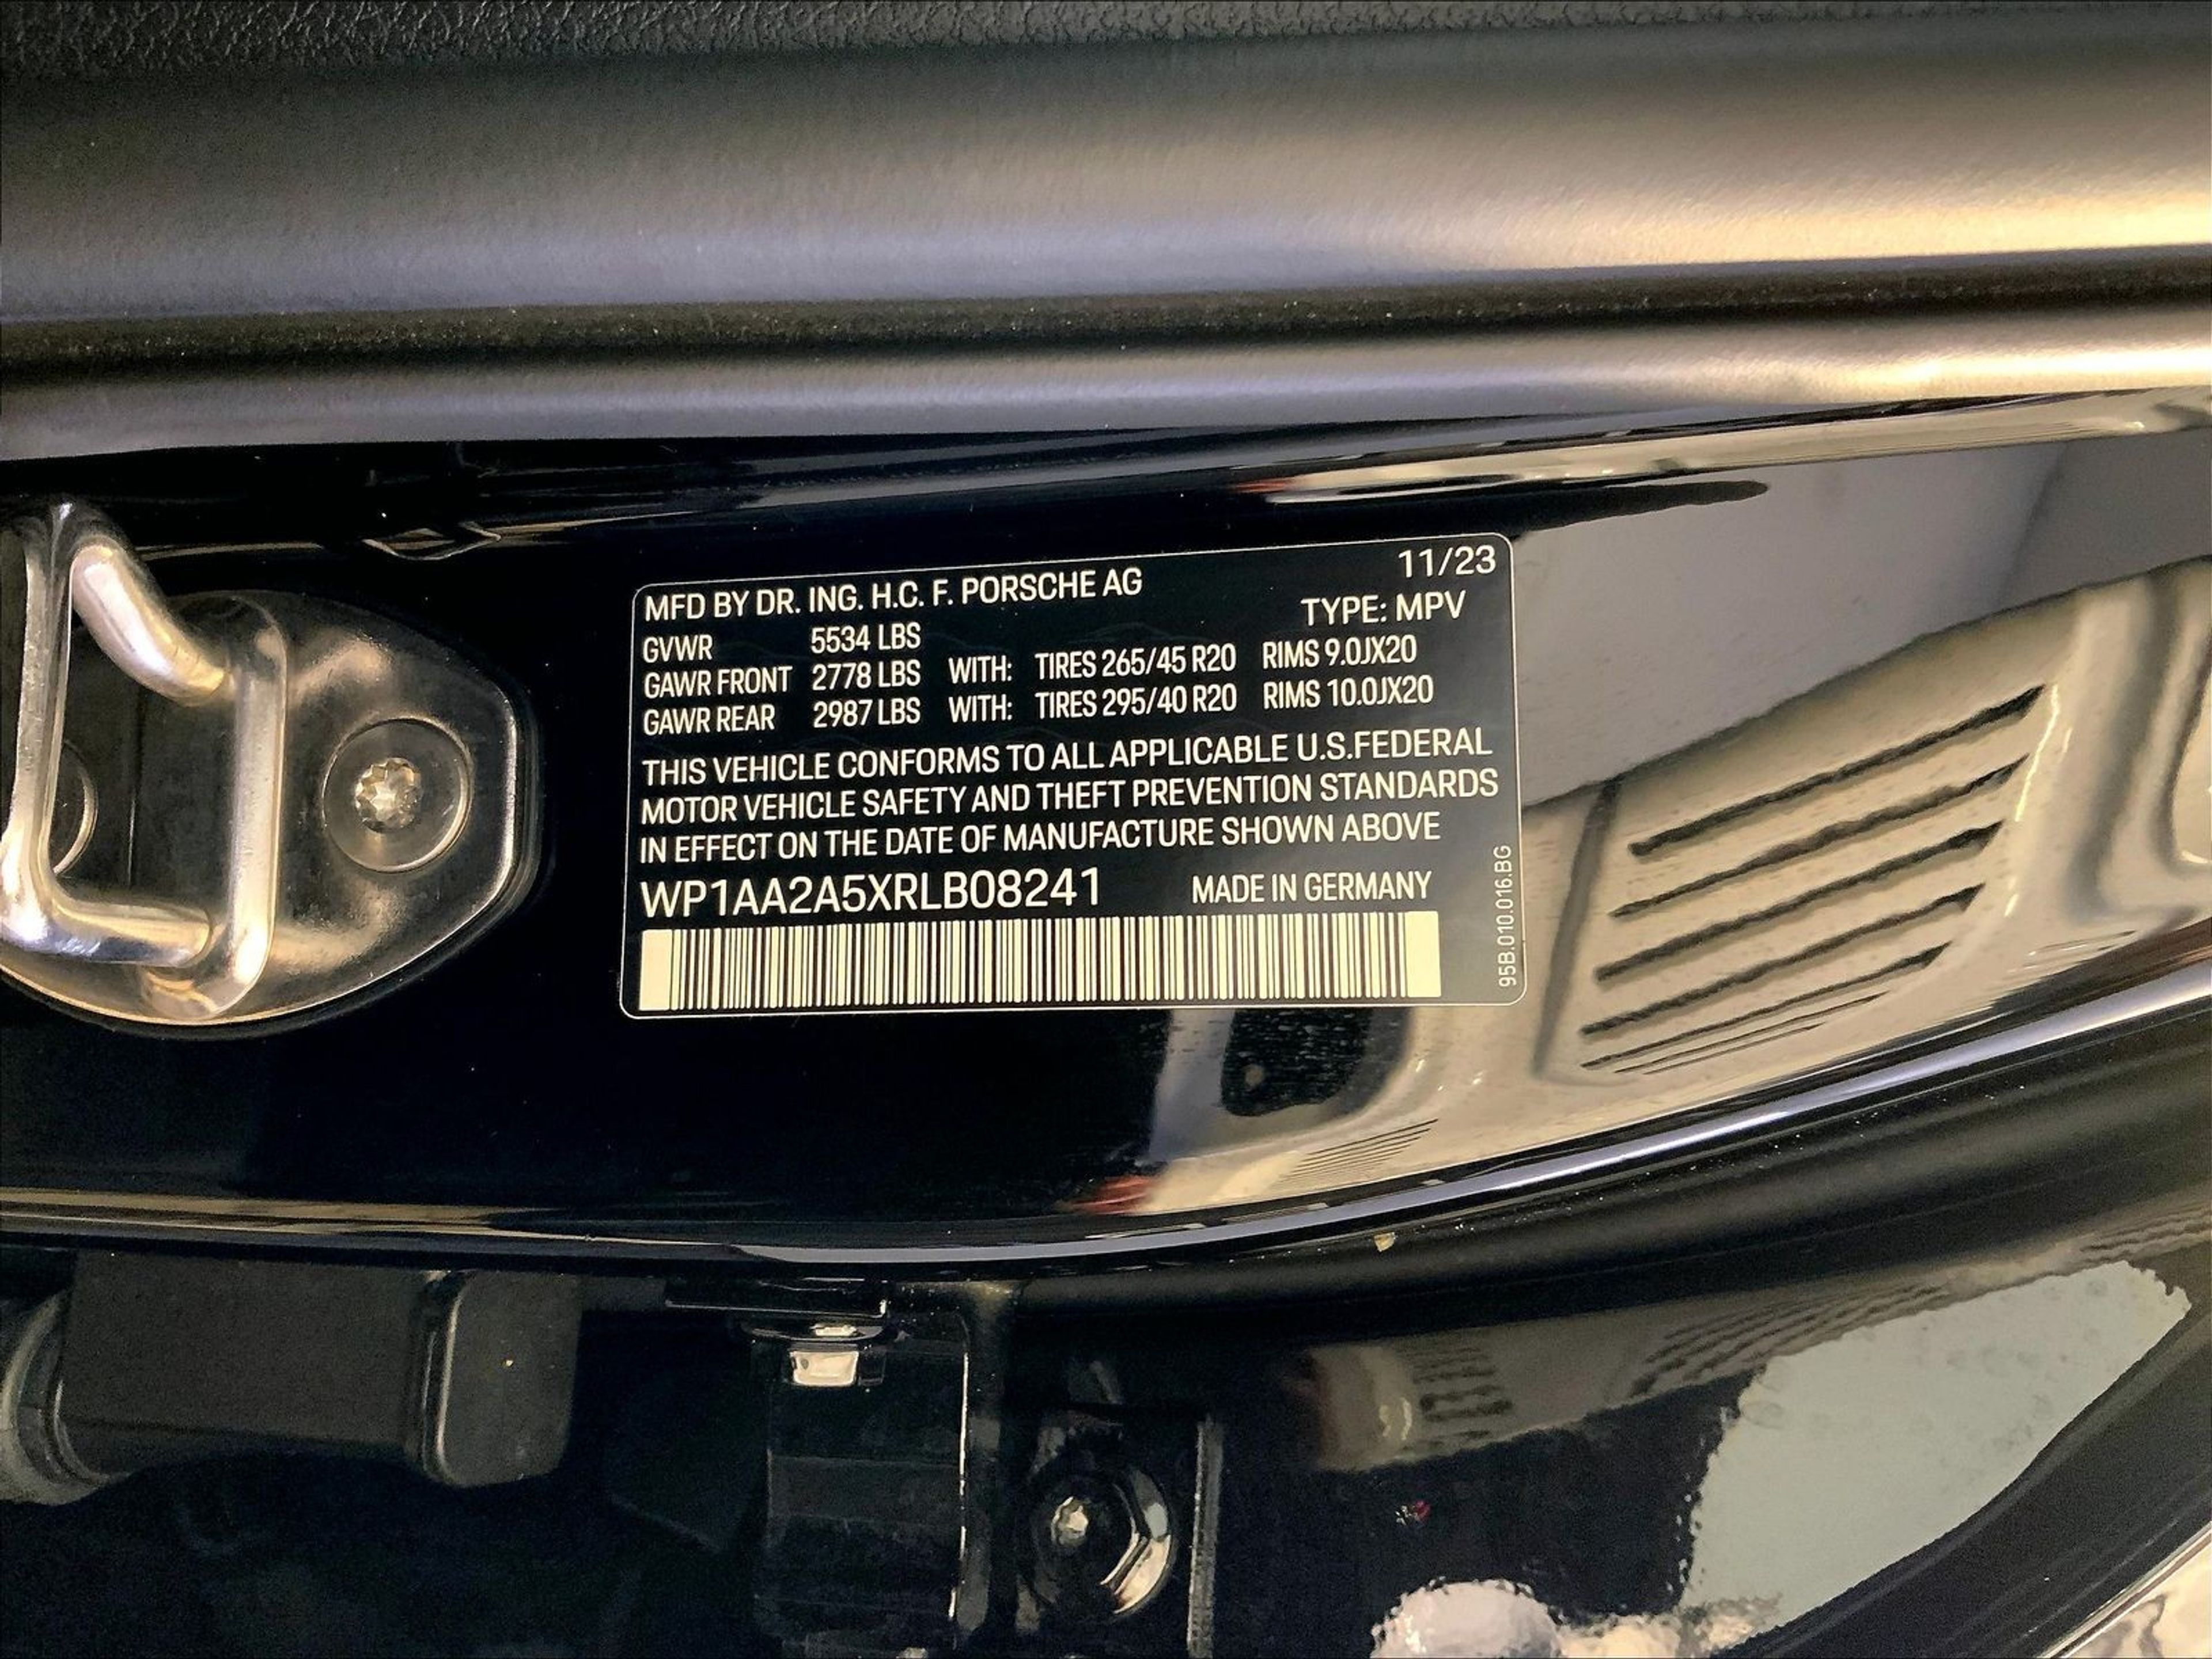 MFD BY DR. ING. H.C. F. PORSCHE AG 11/23
TYPE: MPV
GVWR 5534 LBS
GAWR FRONT 2778 LBS WITH: TIRES 265/45 R20 RIMS 9.0JX20
GAWR REAR 2987 LBS WITH: TIRES 295/40 R20 RIMS 10.0JX20
THIS VEHICLE CONFORMS TO ALL APPLICABLE U.S.FEDERAL
MOTOR VEHICLE SAFETY AND THEFT PREVENTION STANDARDS
IN EFFECT ON THE DATE OF MANUFACTURE SHOWN ABOVE
WP1AA2A5XRLB08241 MADE IN GERMANY
95B.010.016.BG